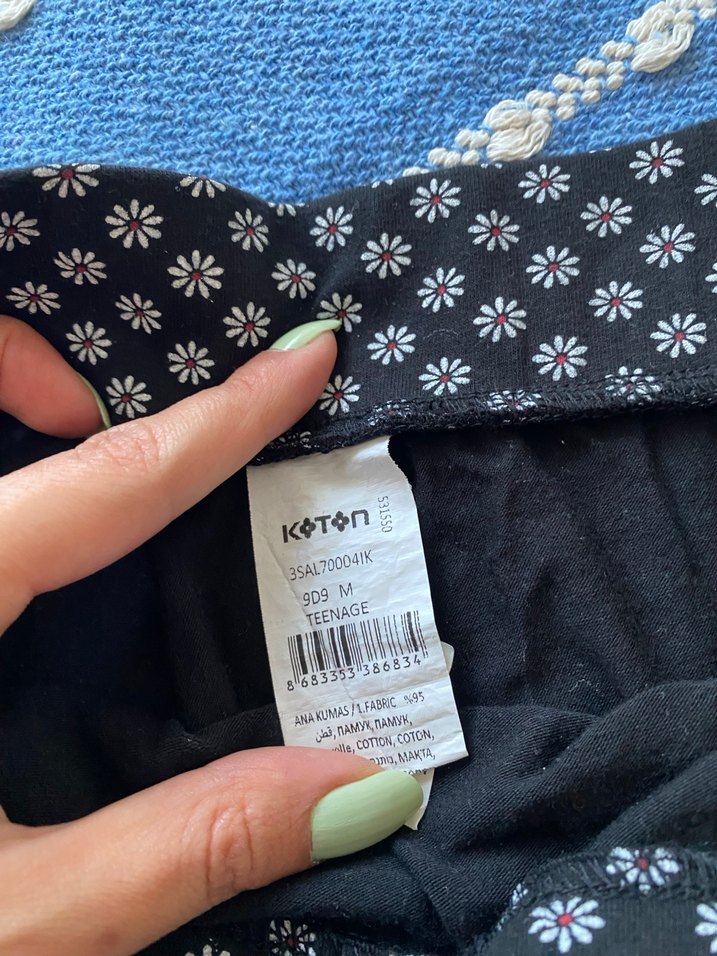 KOTON
531550
3SAL70004IK
9D9 M
TEENAGE
8 683353 386834
ANA KUMAS / 1.FABRIC %95
قطن, ПАМУК, ПАМУК,
COTTON, COTON,
МАКТА,